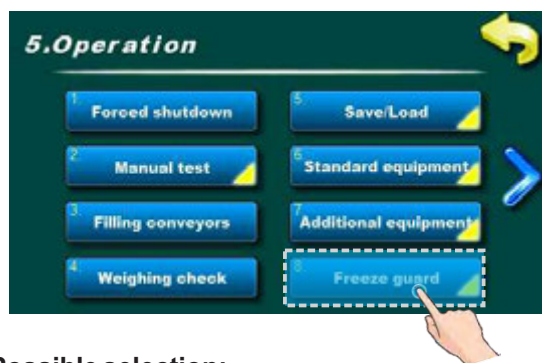 5.Operation
1. Forced shutdown
2. Manual test
3. Filling conveyors
4. Weighing check
5. Save/Load
6. Standard equipment
7. Additional equipment
8. Freeze guard
Possible selection: